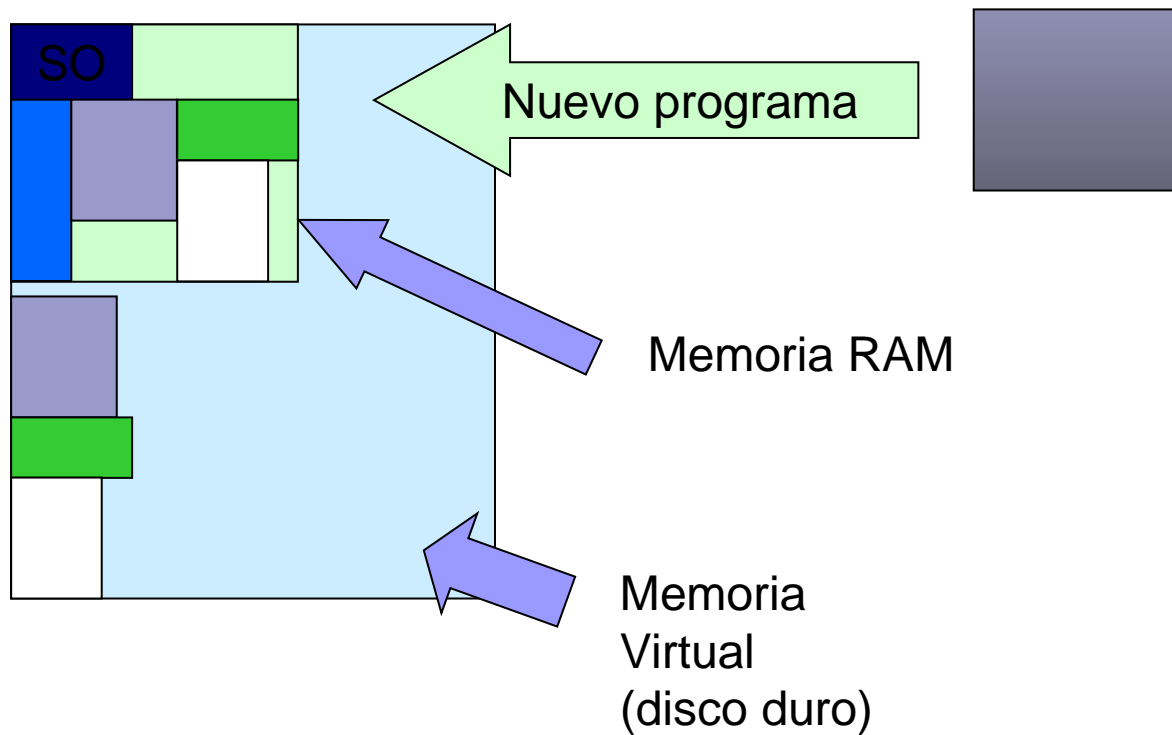 SO
Nuevo programa
Memoria RAM
Memoria
Virtual
(disco duro)